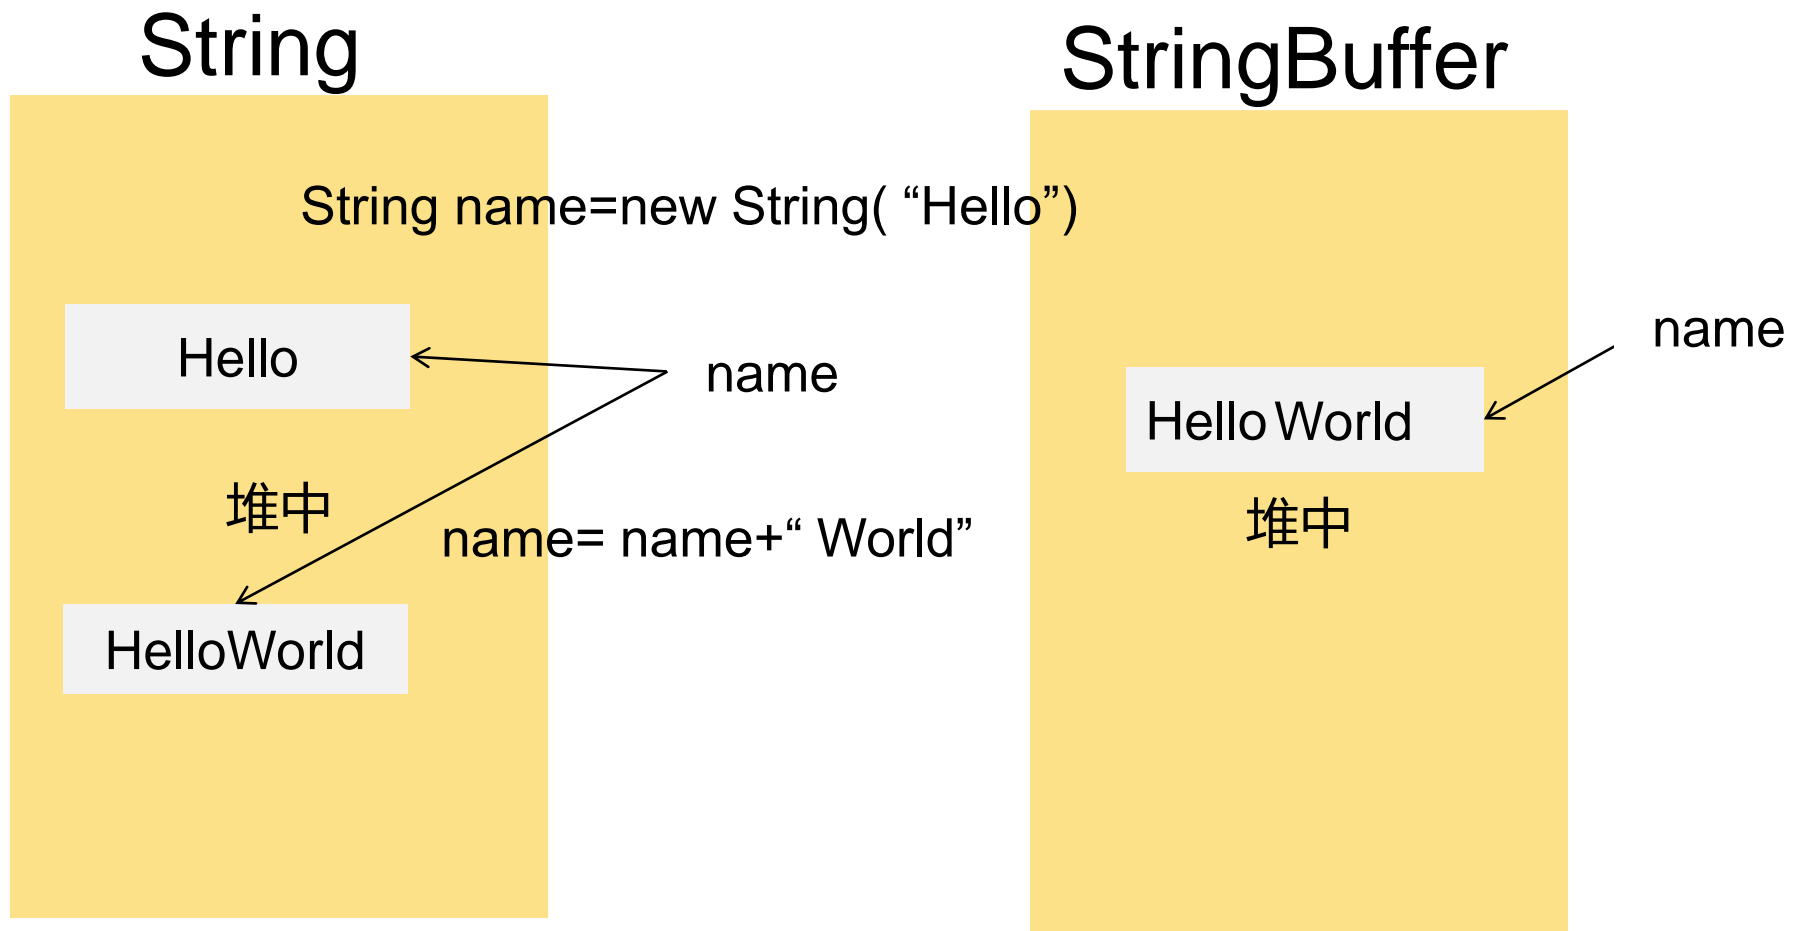 String
StringBuffer
String name=new String( “Hello”)
Hello
name
name
Hello World
堆中
name= name+“ World”
堆中
HelloWorld